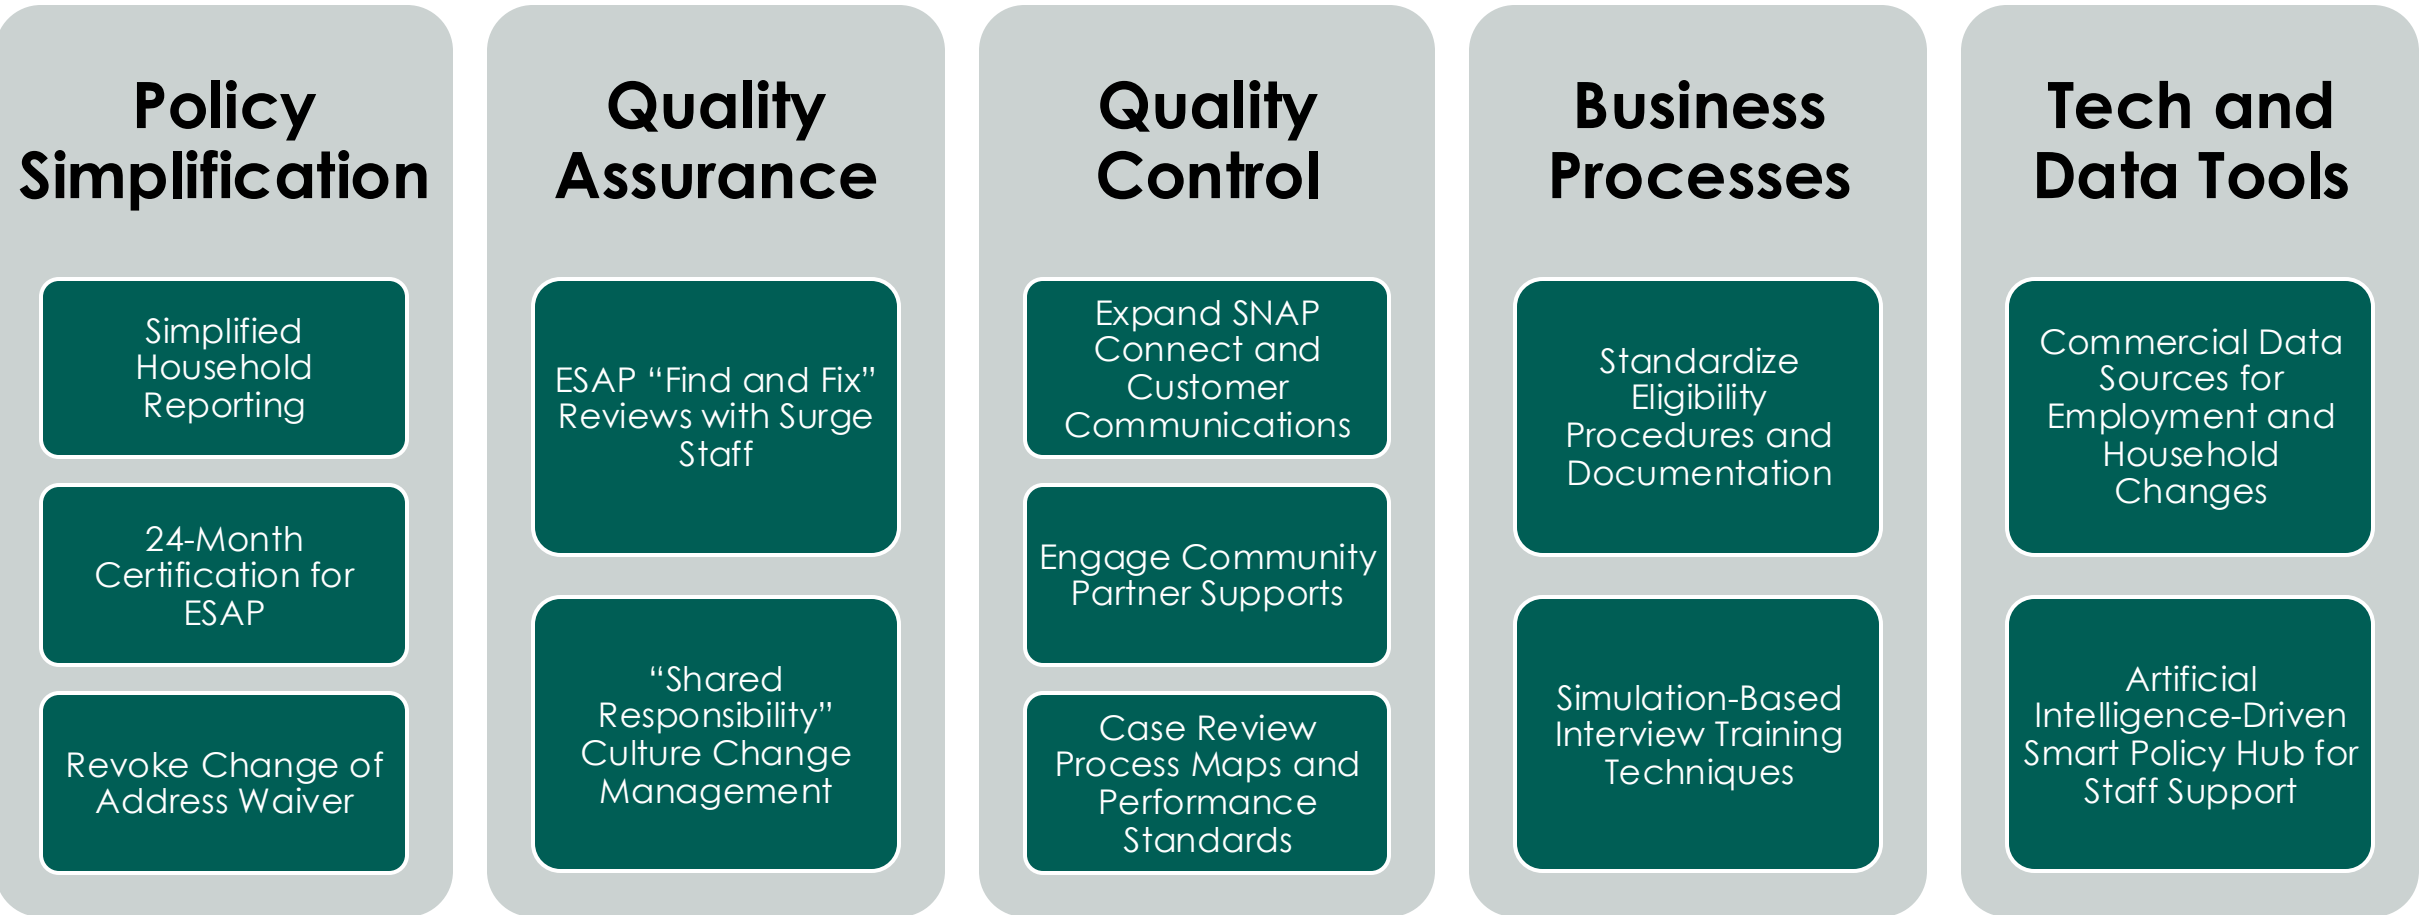 Policy
Simplification
Simplified
Household
Reporting
24-Month
Certification for
ESAP
Revoke Change of
Address Waiver
Quality
Assurance
ESAP “Find and Fix”
Reviews with Surge
Staff
“Shared
Responsibility”
Culture Change
Management
Quality
Control
Expand SNAP
Connect and
Customer
Communications
Engage Community
Partner Supports
Case Review
Process Maps and
Performance
Standards
Business
Processes
Standardize
Eligibility
Procedures and
Documentation
Simulation-Based
Interview Training
Techniques
Tech and
Data Tools
Commercial Data
Sources for
Employment and
Household
Changes
Artificial
Intelligence-Driven
Smart Policy Hub for
Staff Support